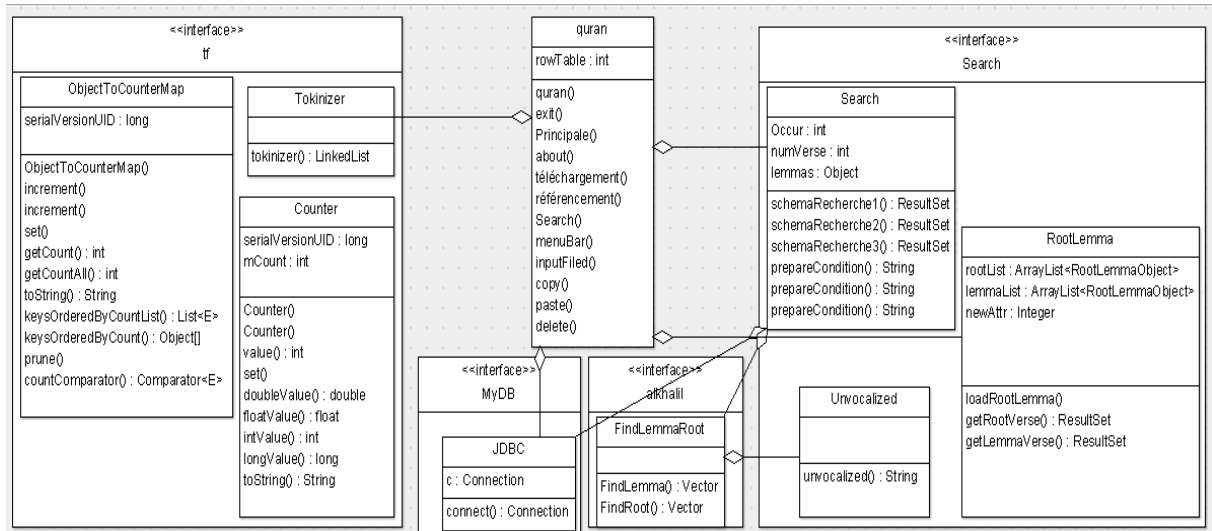 <<interface>>
tf
ObjectToCounterMap
serialVersionUID : long
ObjectToCounterMap()
increment()
increment()
set()
getCount() : int
getCountAll() : int
toString() : String
keysOrderedByCountList() : List<E>
keysOrderedByCount() : Object[]
prune()
countComparator() : Comparator<E>
Tokinizer
tokinizer() : LinkedList
Counter
serialVersionUID : long
mCount : int
Counter()
Counter()
value() : int
set()
doubleValue() : double
floatValue() : float
intValue() : int
longValue() : long
toString() : String
quran
rowTable : int
quran()
exit()
Principale()
about()
téléchargement()
référencement()
Search()
menuBar()
inputFiled()
copy()
paste()
delete()
<<interface>>
MyDB
JDBC
c : Connection
connect() : Connection
<<interface>>
alkhalil
FindLemmaRoot
FindLemma() : Vector
FindRoot() : Vector
<<interface>>
Search
Search
Occur : int
numVerse : int
lemmas : Object
schemaRecherche1() : ResultSet
schemaRecherche2() : ResultSet
schemaRecherche3() : ResultSet
prepareCondition() : String
prepareCondition() : String
prepareCondition() : String
RootLemma
rootList : ArrayList<RootLemmaObject>
lemmaList : ArrayList<RootLemmaObject>
newAttr : Integer
loadRootLemma()
getRootVerse() : ResultSet
getLemmaVerse() : ResultSet
Unvocalized
unvocalized() : String